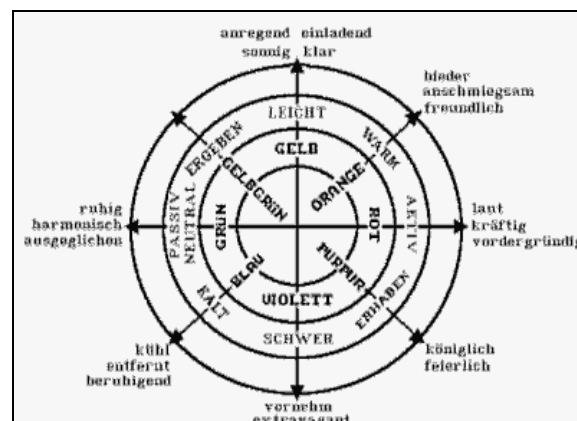 anregend einladend
sonnig klar
bieder
anschmiegsam
freundlich
LEICHT
ERGEBEN
WARM
GELB
GELBGRÜN
ORANGE
ruhig
harmonisch
ausgeglichen
PASSIV
NEUTRAL
GRÜN
ROT
AKTIV
laut
kräftig
vordergründig
BLAU
PURPUR
VIOLETT
KALT
ERHABEN
SCHWER
kühl
entfernt
beruhigend
königlich
feierlich
vornehm
extravagant